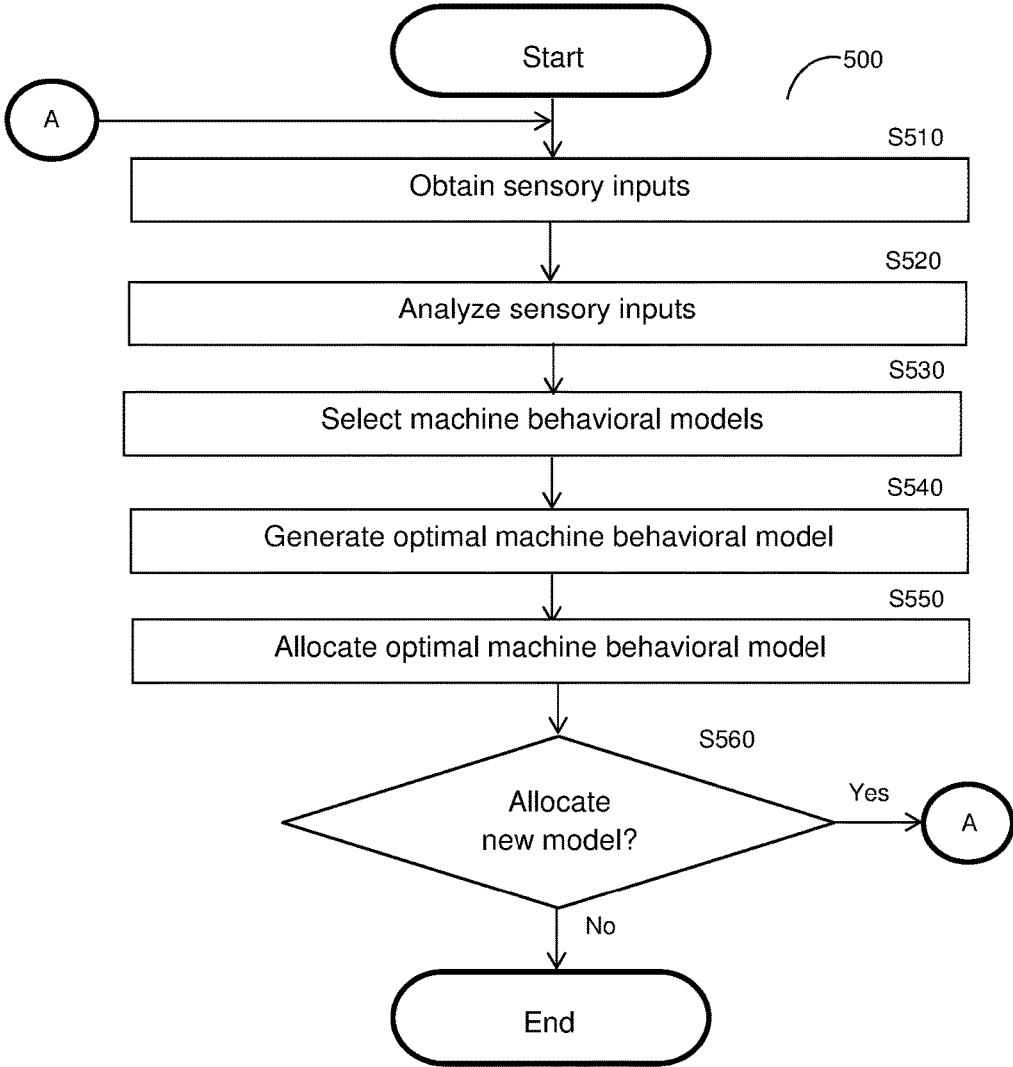 Start
500
A
S510
Obtain sensory inputs
S520
Analyze sensory inputs
S530
Select machine behavioral models
S540
Generate optimal machine behavioral model
S550
Allocate optimal machine behavioral model
S560
Allocate
new model?
Yes
A
No
End